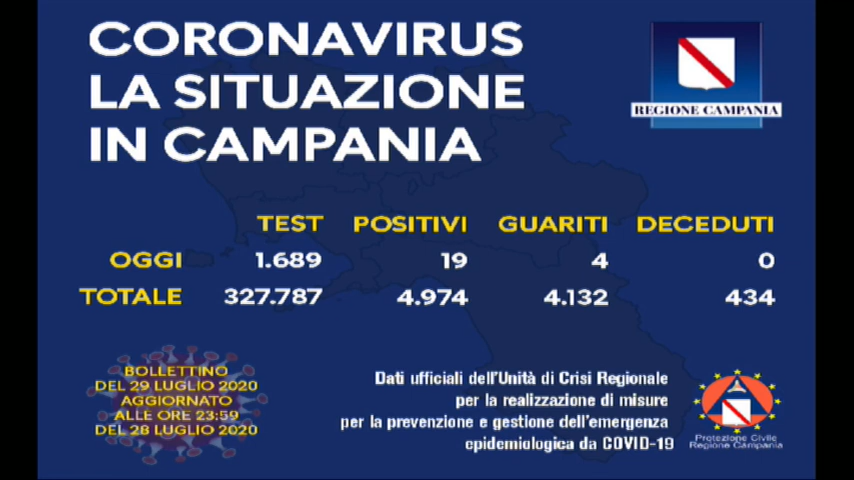 CORONAVIRUS
LA SITUAZIONE
IN CAMPANIA
REGIONE CAMPANIA
TEST POSITIVI GUARITI DECEDUTI
OGGI 1.689 19 4 0
TOTALE 327.787 4.974 4.132 434
BOLLETTINO
DEL 29 LUGLIO 2020
AGGIORNATO
ALLE ORE 23:59
DEL 28 LUGLIO 2020
Dati ufficiali dell'Unità di Crisi Regionale
per la realizzazione di misure
per la prevenzione e gestione dell'emergenza
epidemiologica da COVID-19
Protezione Civile
Regione Campania